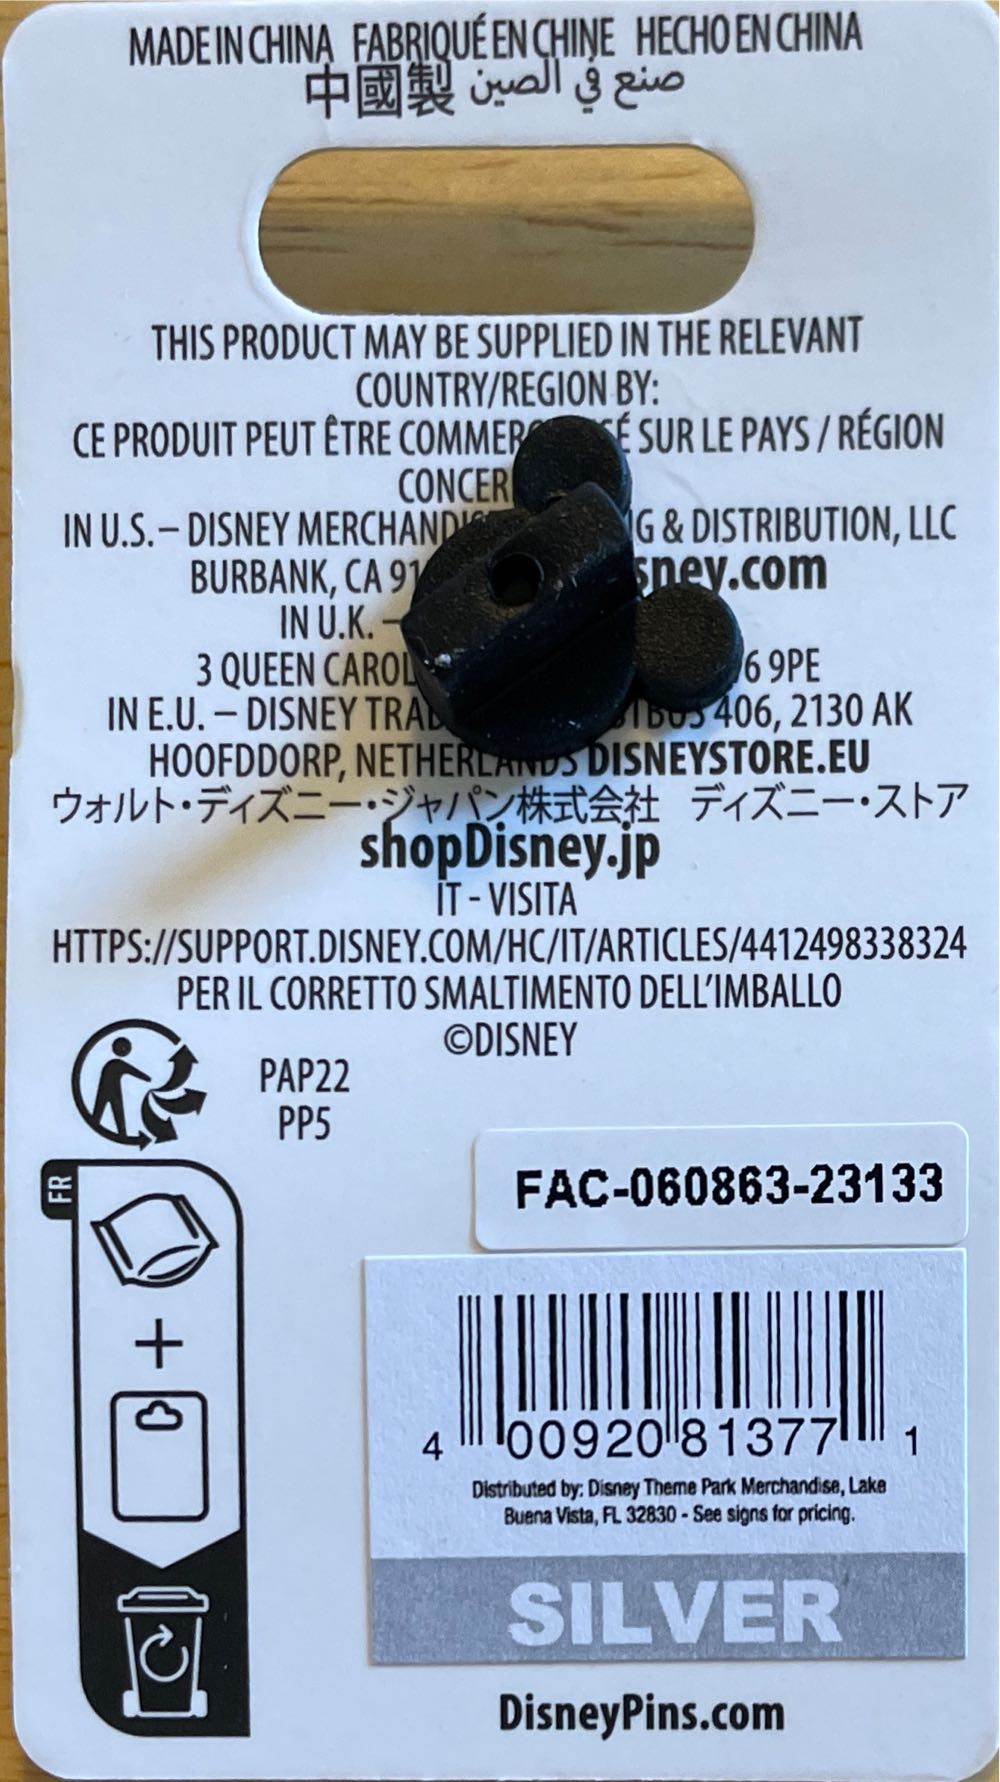 MADE IN CHINA FABRIQUÉ EN CHINE HECHO EN CHINA
中國製 صنع في الصين
THIS PRODUCT MAY BE SUPPLIED IN THE RELEVANT
COUNTRY/REGION BY:
CE PRODUIT PEUT ÊTRE SUR LE PAYS / RÉGION
IN U.S. – DISNEY & DISTRIBUTION, LLC
BURBANK, CA
IN U.K. –
3 QUEEN 9PE
IN E.U. – DISNEY 406, 2130 AK
HOOFDDORP, NETHERLANDS DISNEYSTORE.EU
ウォルト・ディズニー・ジャパン株式会社 ディズニー・ストア
shopDisney.jp
IT - VISITA
HTTPS://SUPPORT.DISNEY.COM/HC/IT/ARTICLES/4412498338324
PER IL CORRETTO SMALTIMENTO DELL'IMBALLO
©DISNEY
PAP22
PP5
FR
FAC-060863-23133
4 00920 81377 1
Distributed by: Disney Theme Park Merchandise, Lake
Buena Vista, FL 32830 - See signs for pricing.
SILVER
DisneyPins.com